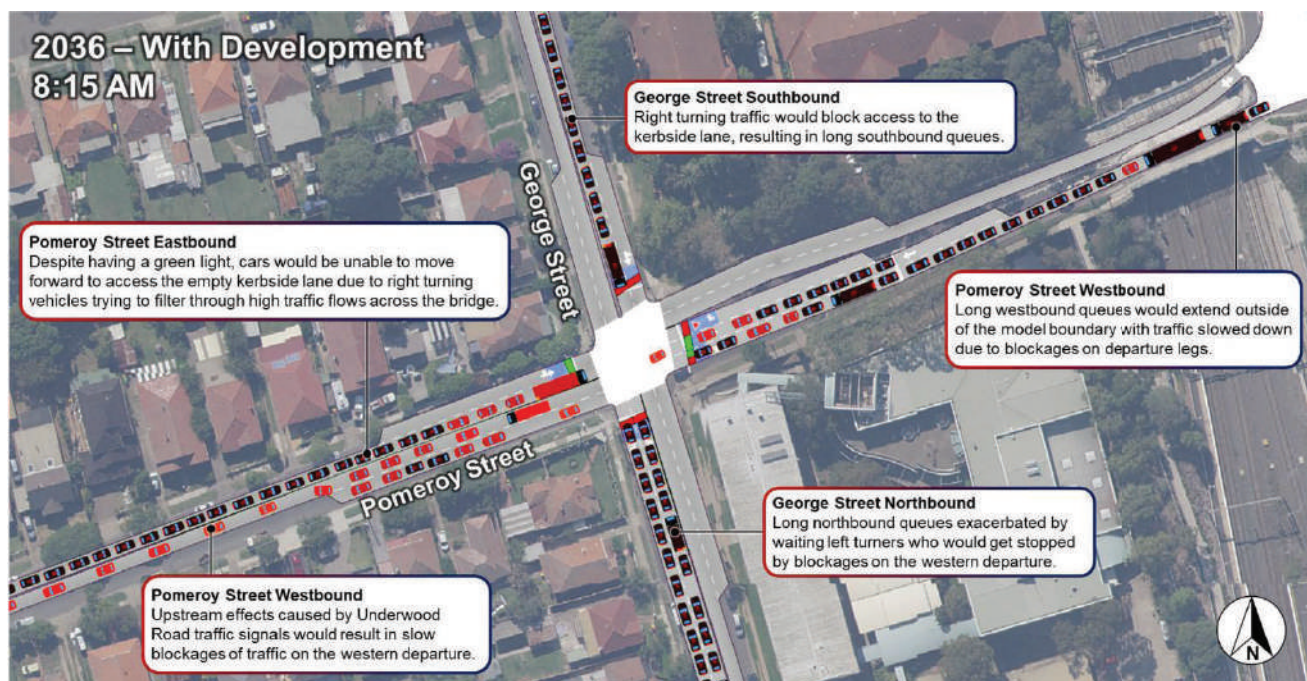 2036 – With Development
8:15 AM
George Street Southbound
Right turning traffic would block access to the
kerbside lane, resulting in long southbound queues.
George Street
Pomeroy Street Eastbound
Despite having a green light, cars would be unable to move
forward to access the empty kerbside lane due to right turning
vehicles trying to filter through high traffic flows across the bridge.
Pomeroy Street Westbound
Long westbound queues would extend outside
of the model boundary with traffic slowed down
due to blockages on departure legs.
Pomeroy Street
George Street Northbound
Long northbound queues exacerbated by
waiting left turners who would get stopped
by blockages on the western departure.
Pomeroy Street Westbound
Upstream effects caused by Underwood
Road traffic signals would result in slow
blockages of traffic on the western departure.
N